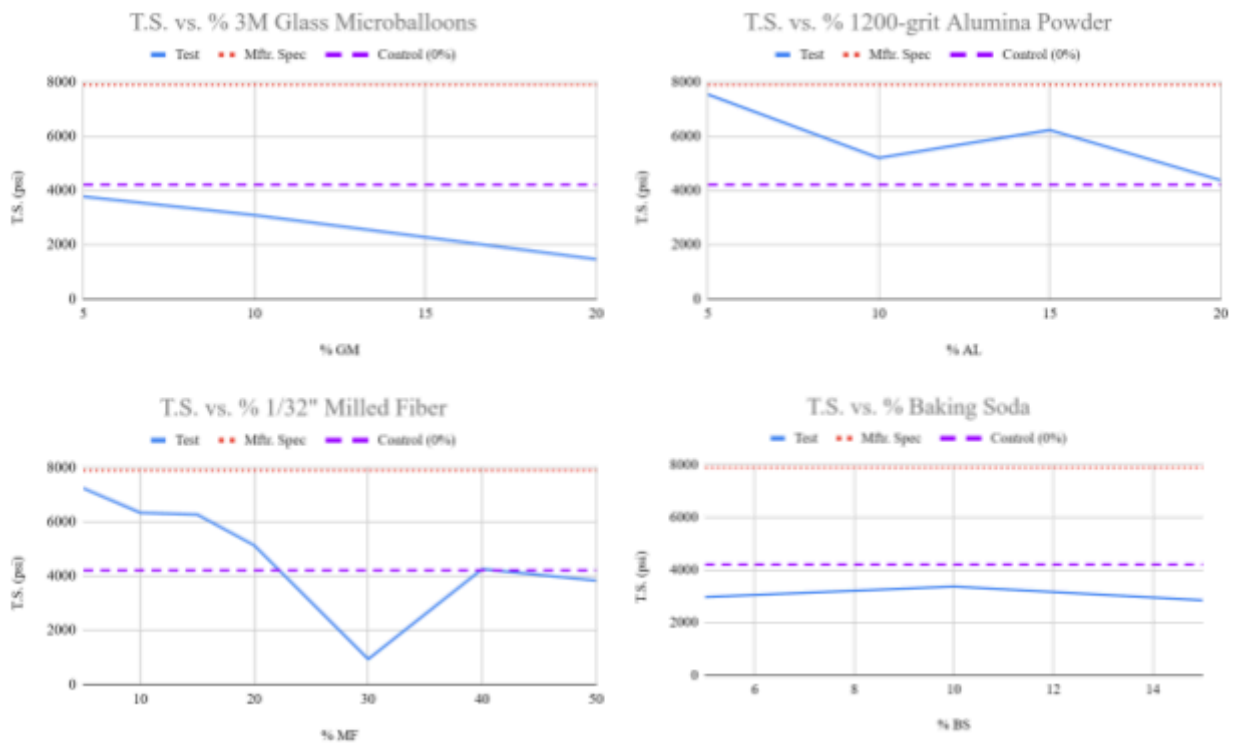 T.S. vs. % 3M Glass Microballoons
Test Mftr. Spec Control (0%)
8000
6000
4000
2000
0
T.S. (psi)
5 10 15 20
% GM
T.S. vs. % 1200-grit Alumina Powder
Test Mftr. Spec Control (0%)
8000
6000
4000
2000
0
T.S. (psi)
5 10 15 20
% AL
T.S. vs. % 1/32" Milled Fiber
Test Mftr. Spec Control (0%)
8000
6000
4000
2000
0
T.S. (psi)
10 20 30 40 50
% MF
T.S. vs. % Baking Soda
Test Mftr. Spec Control (0%)
8000
6000
4000
2000
0
T.S. (psi)
6 8 10 12 14
% BS